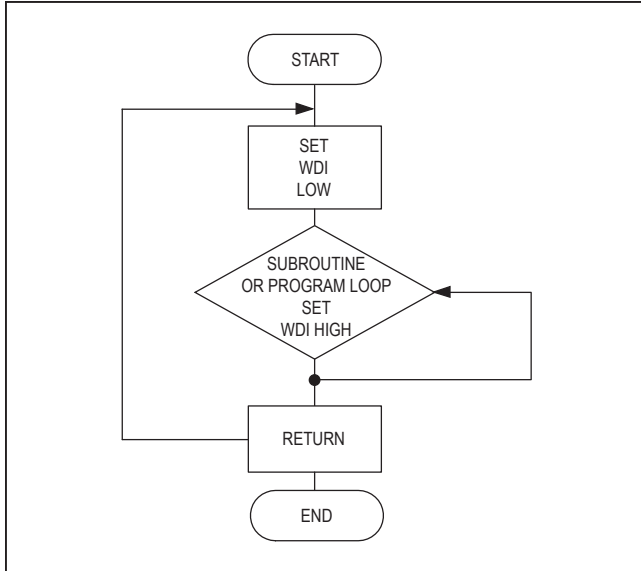 START
SET
WDI
LOW
SUBROUTINE
OR PROGRAM LOOP
SET
WDI HIGH
RETURN
END